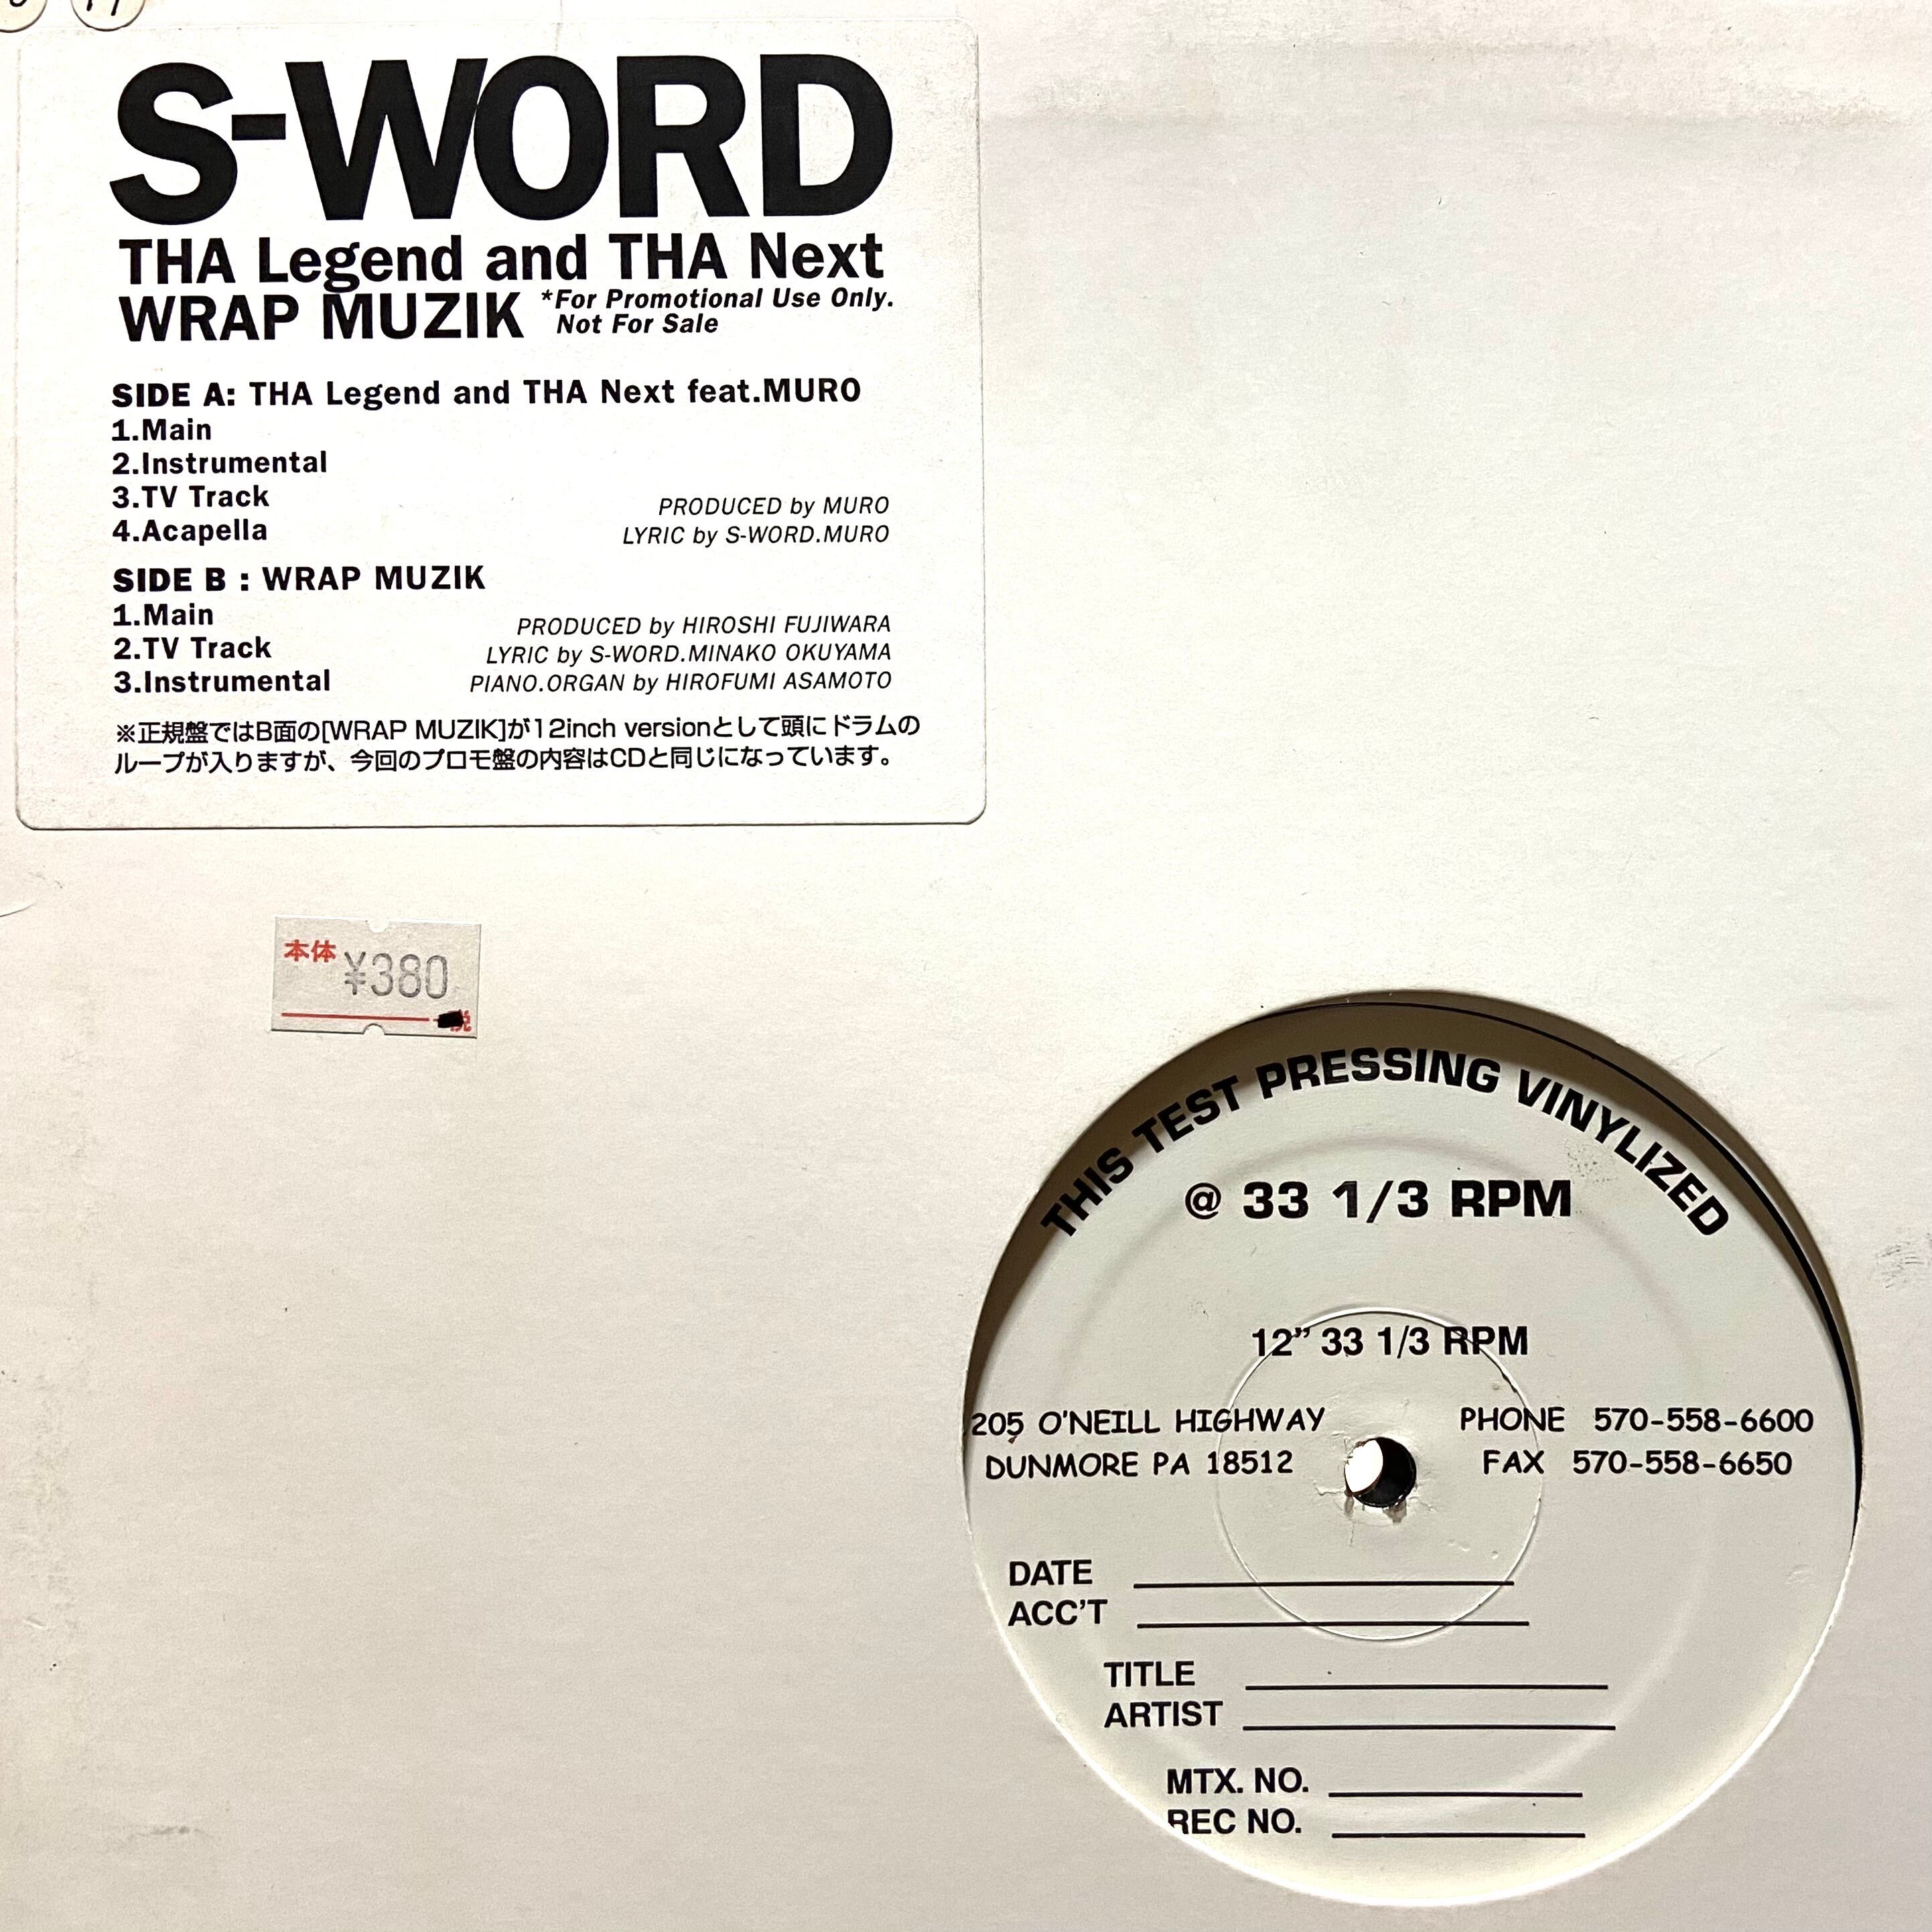 S-WORD
THA Legend and THA Next
WRAP MUZIK *For Promotional Use Only.
Not For Sale
SIDE A: THA Legend and THA Next feat.MURO
1.Main
2.Instrumental
3.TV Track
4.Acapella
PRODUCED by MURO
LYRIC by S-WORD.MURO
SIDE B : WRAP MUZIK
1.Main
2.TV Track
3.Instrumental
PRODUCED by HIROSHI FUJIWARA
LYRIC by S-WORD.MINAKO OKUYAMA
PIANO.ORGAN by HIROFUMI ASAMOTO
※正規盤ではB面の[WRAP MUZIK]が12inch versionとして頭にドラムの
ループが入りますが、今回のプロモ盤の内容はCDと同じになっています。
本体 ¥380
THIS TEST PRESSING VINYLIZED
@ 33 1/3 RPM
12” 33 1/3 RPM
205 O'NEILL HIGHWAY
DUNMORE PA 18512
PHONE 570-558-6600
FAX 570-558-6650
DATE
ACC’T
TITLE
ARTIST
MTX. NO.
REC NO.